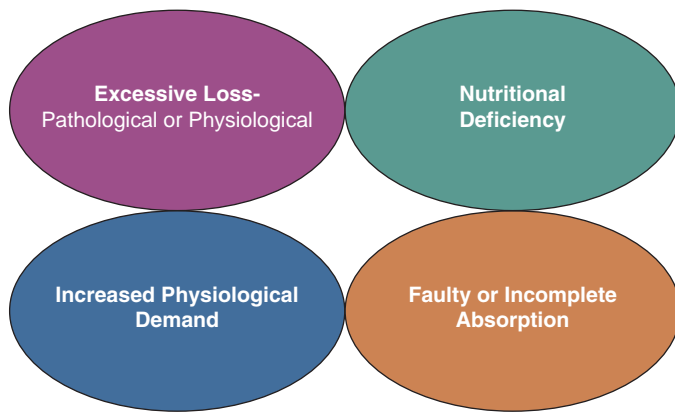 Excessive Loss-
Pathological or Physiological
Nutritional
Deficiency
Increased Physiological
Demand
Faulty or Incomplete
Absorption